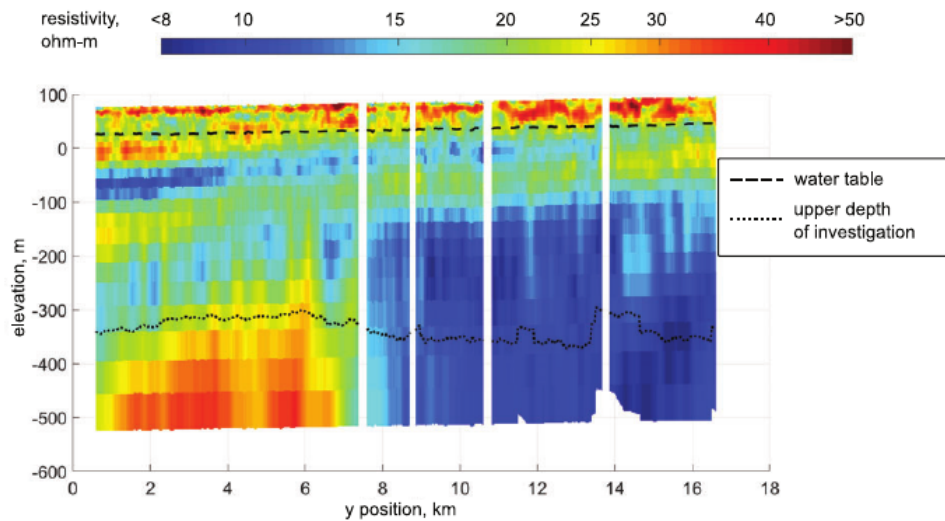 resistivity, <8 10 15 20 25 30 40 >50
ohm-m
100
0
-100
-200
-300
-400
-500
-600
elevation, m
0 2 4 6 8 10 12 14 16 18
y position, km
water table
upper depth
of investigation